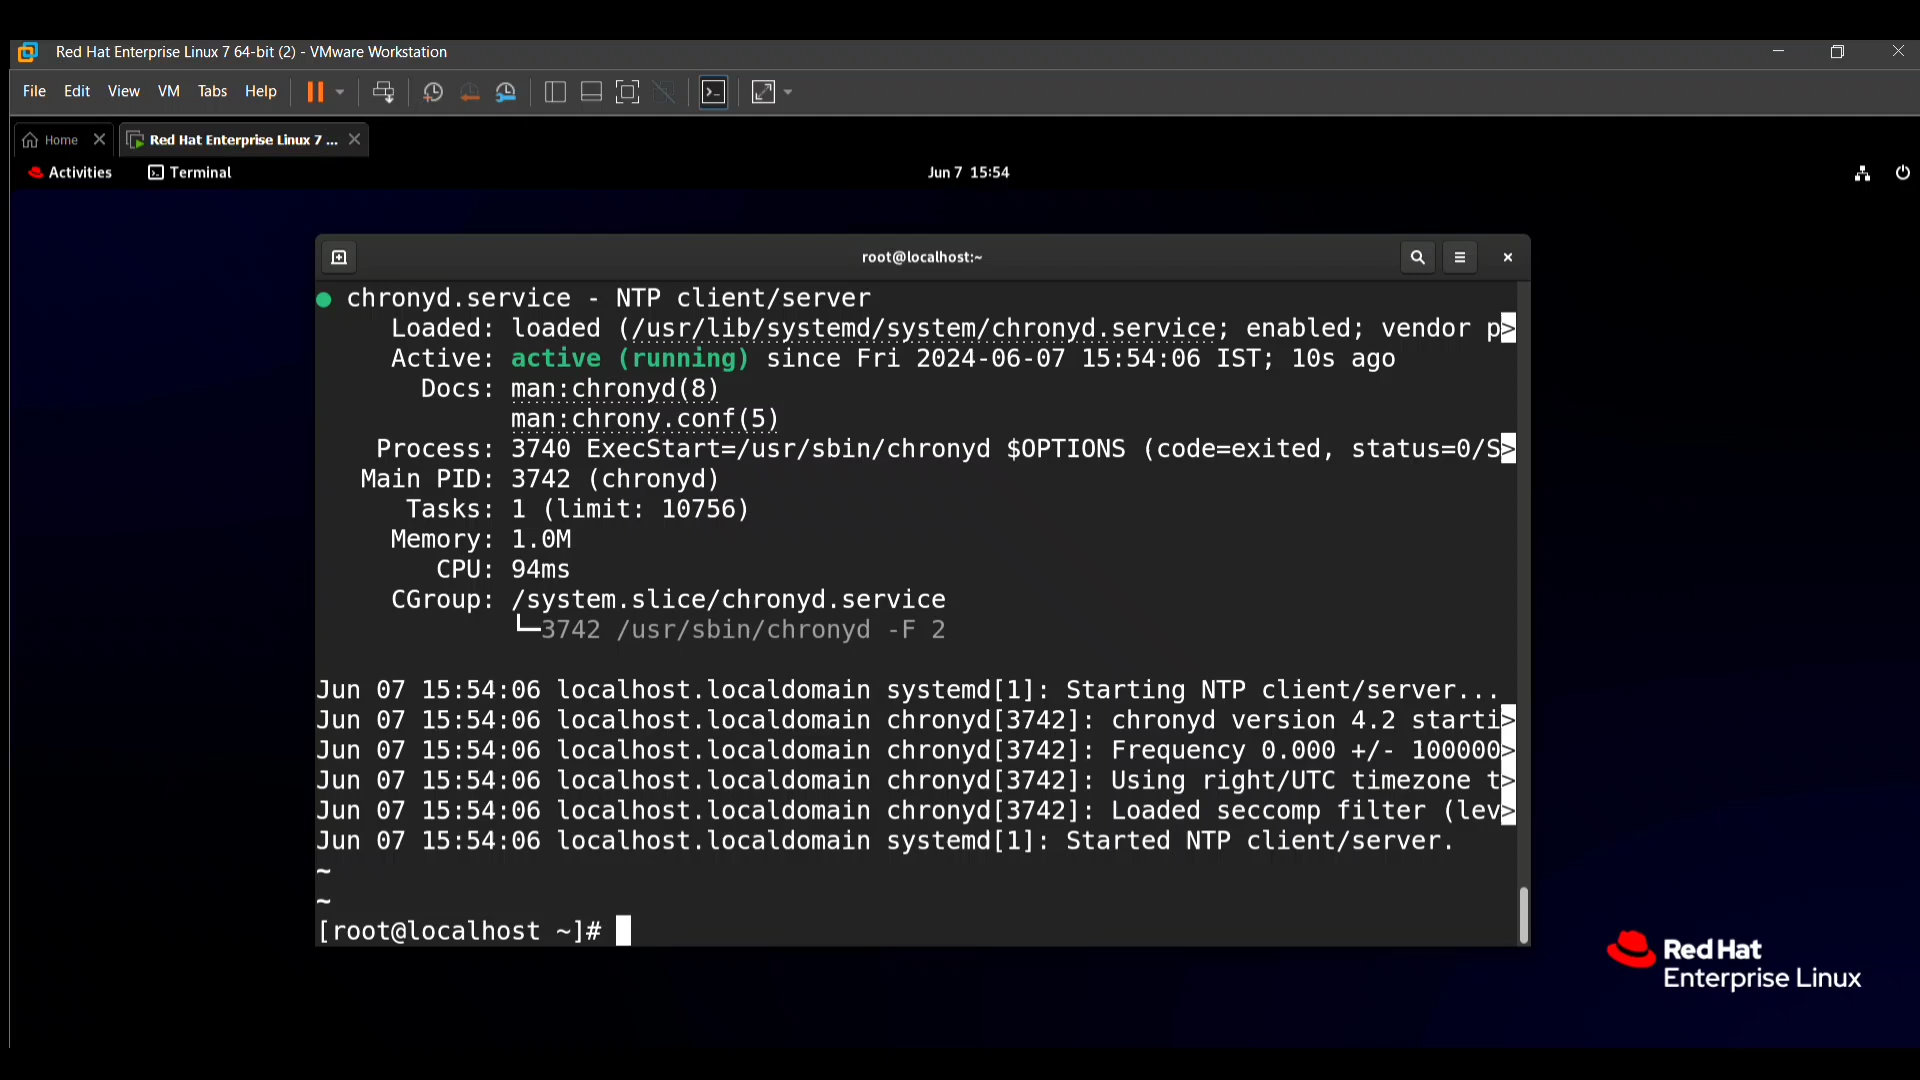 Red Hat Enterprise Linux 7 64-bit (2) - VMware Workstation
File Edit View VM Tabs Help
Home Red Hat Enterprise Linux 7 ...
Activities Terminal Jun 7 15:54
root@localhost:~
● chronyd.service - NTP client/server
Loaded: loaded (/usr/lib/systemd/system/chronyd.service; enabled; vendor p>
Active: active (running) since Fri 2024-06-07 15:54:06 IST; 10s ago
Docs: man:chronyd(8)
man:chrony.conf(5)
Process: 3740 ExecStart=/usr/sbin/chronyd $OPTIONS (code=exited, status=0/S>
Main PID: 3742 (chronyd)
Tasks: 1 (limit: 10756)
Memory: 1.0M
CPU: 94ms
CGroup: /system.slice/chronyd.service
└─3742 /usr/sbin/chronyd -F 2
Jun 07 15:54:06 localhost.localdomain systemd[1]: Starting NTP client/server...
Jun 07 15:54:06 localhost.localdomain chronyd[3742]: chronyd version 4.2 starti>
Jun 07 15:54:06 localhost.localdomain chronyd[3742]: Frequency 0.000 +/- 100000>
Jun 07 15:54:06 localhost.localdomain chronyd[3742]: Using right/UTC timezone t>
Jun 07 15:54:06 localhost.localdomain chronyd[3742]: Loaded seccomp filter (lev>
Jun 07 15:54:06 localhost.localdomain systemd[1]: Started NTP client/server.
~
~
[root@localhost ~]#
Red Hat
Enterprise Linux